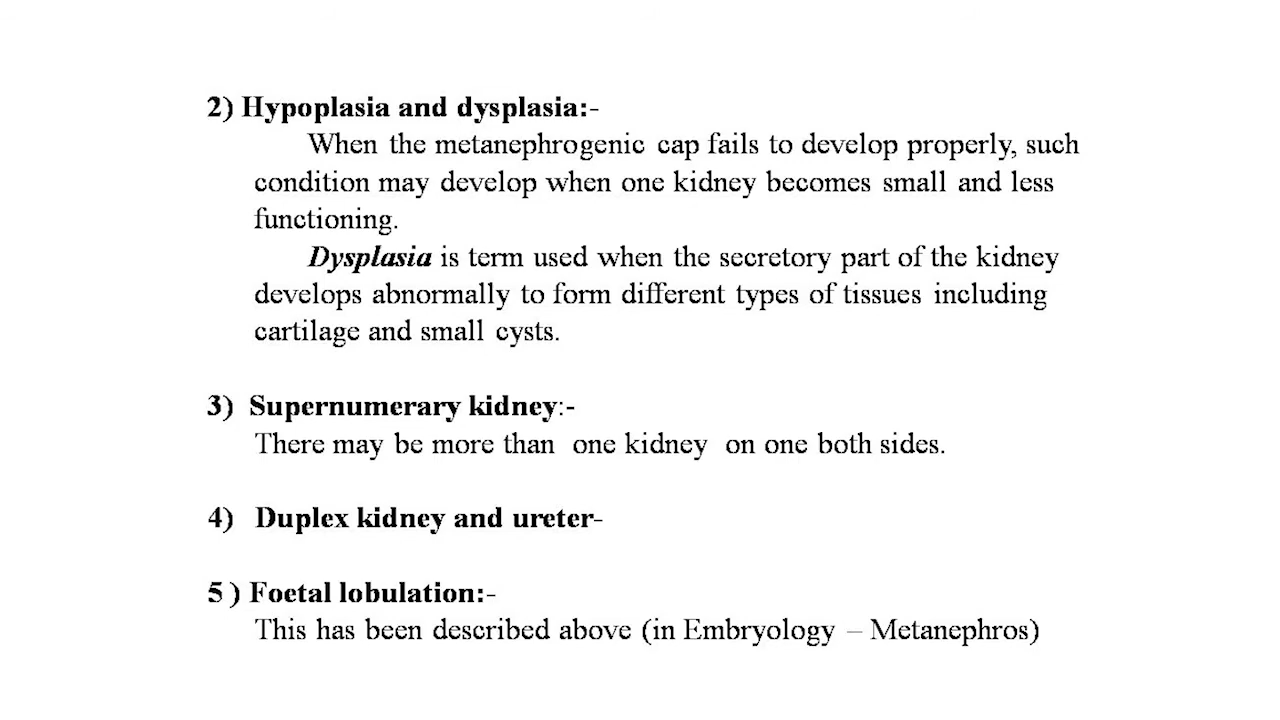 2) Hypoplasia and dysplasia:-
When the metanephrogenic cap fails to develop properly, such
condition may develop when one kidney becomes small and less
functioning.
Dysplasia is term used when the secretory part of the kidney
develops abnormally to form different types of tissues including
cartilage and small cysts.
3) Supernumerary kidney:-
There may be more than one kidney on one both sides.
4) Duplex kidney and ureter-
5 ) Foetal lobulation:-
This has been described above (in Embryology – Metanephros)